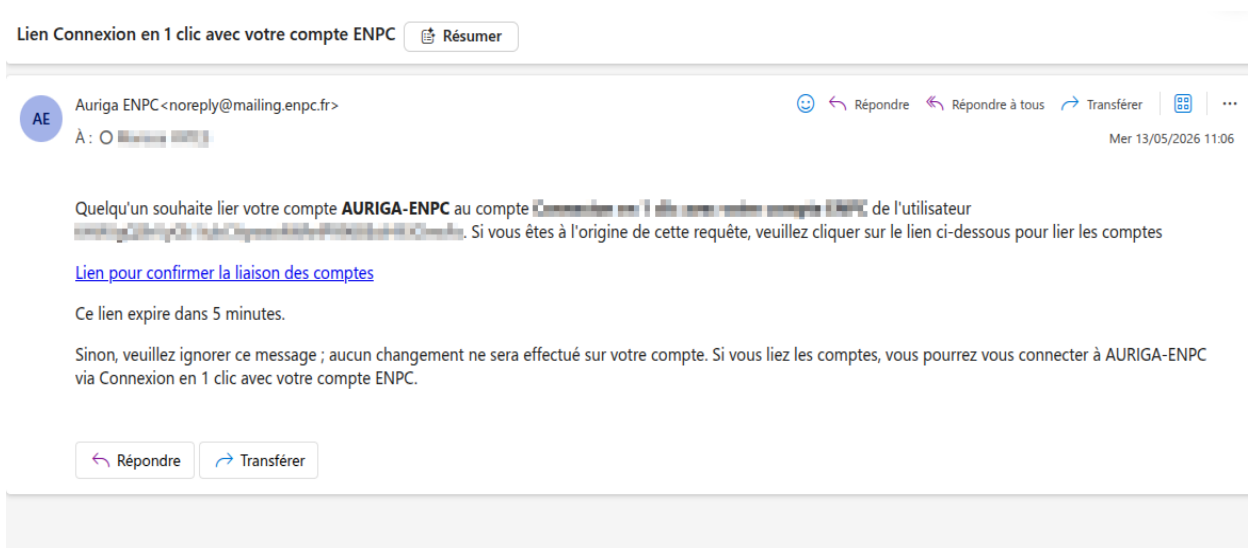 Lien Connexion en 1 clic avec votre compte ENPC Résumer
AE
Auriga ENPC<noreply@mailing.enpc.fr>
Répondre Répondre à tous Transférer
À :
Mer 13/05/2026 11:06
Quelqu'un souhaite lier votre compte AURIGA-ENPC au compte de l'utilisateur
. Si vous êtes à l'origine de cette requête, veuillez cliquer sur le lien ci-dessous pour lier les comptes
Lien pour confirmer la liaison des comptes
Ce lien expire dans 5 minutes.
Sinon, veuillez ignorer ce message ; aucun changement ne sera effectué sur votre compte. Si vous liez les comptes, vous pourrez vous connecter à AURIGA-ENPC
via Connexion en 1 clic avec votre compte ENPC.
Répondre Transférer